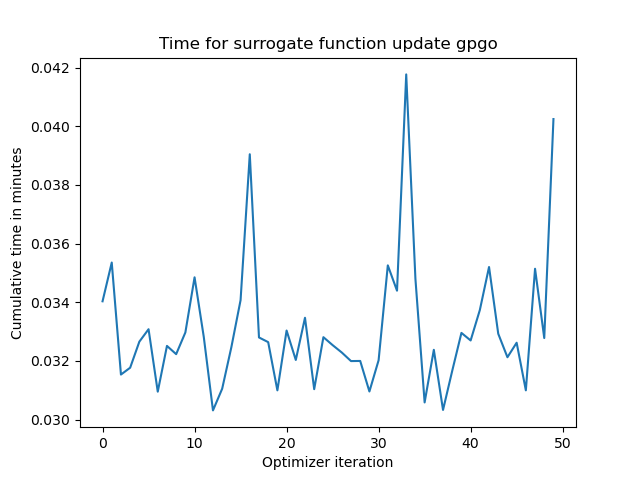 Time for surrogate function update gpgo
Cumulative time in minutes
0.042
0.040
0.038
0.036
0.034
0.032
0.030
0 10 20 30 40 50
Optimizer iteration